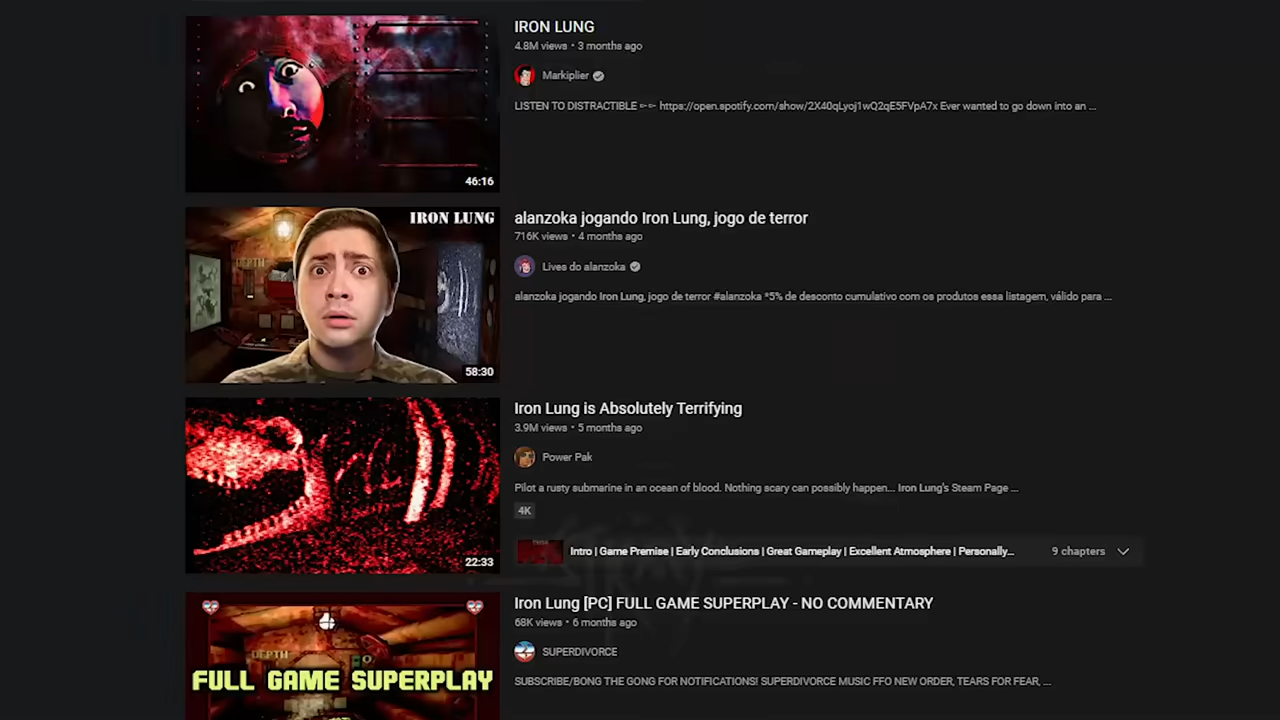 IRON LUNG
4.8M views • 3 months ago
Markiplier
LISTEN TO DISTRACTIBLE ➸➸ https://open.spotify.com/show/2X40qLyoj1wQ2qE5FVpA7x Ever wanted to go down into an ...
46:16
IRON LUNG
DEPTH
58:30
alanzoka jogando Iron Lung, jogo de terror
716K views • 4 months ago
Lives do alanzoka
alanzoka jogando Iron Lung, jogo de terror #alanzoka *5% de desconto cumulativo com os produtos essa listagem, válido para ...
22:33
Iron Lung is Absolutely Terrifying
3.9M views • 5 months ago
Power Pak
Pilot a rusty submarine in an ocean of blood. Nothing scary can possibly happen... Iron Lung's Steam Page ...
4K
Intro | Game Premise | Early Conclusions | Great Gameplay | Excellent Atmosphere | Personally...
9 chapters
DEPTH
FULL GAME SUPERPLAY
Iron Lung [PC] FULL GAME SUPERPLAY - NO COMMENTARY
68K views • 6 months ago
SUPERDIVORCE
SUBSCRIBE/BONG THE GONG FOR NOTIFICATIONS! SUPERDIVORCE MUSIC FFO NEW ORDER, TEARS FOR FEAR, ...